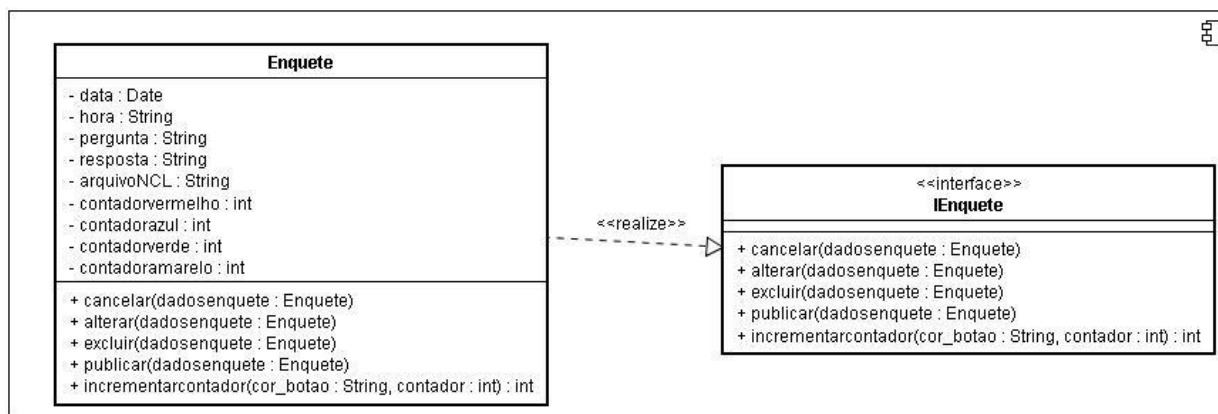 Enquete
- data : Date
- hora : String
- pergunta : String
- resposta : String
- arquivoNCL : String
- contadorvermelho : int
- contadorazul : int
- contadorverde : int
- contadoramarelo : int
+ cancelar(dadosenquete : Enquete)
+ alterar(dadosenquete : Enquete)
+ excluir(dadosenquete : Enquete)
+ publicar(dadosenquete : Enquete)
+ incrementarcontador(cor_botao : String, contador : int) : int
<<realize>>
<<interface>>
IEnquete
+ cancelar(dadosenquete : Enquete)
+ alterar(dadosenquete : Enquete)
+ excluir(dadosenquete : Enquete)
+ publicar(dadosenquete : Enquete)
+ incrementarcontador(cor_botao : String, contador : int) : int